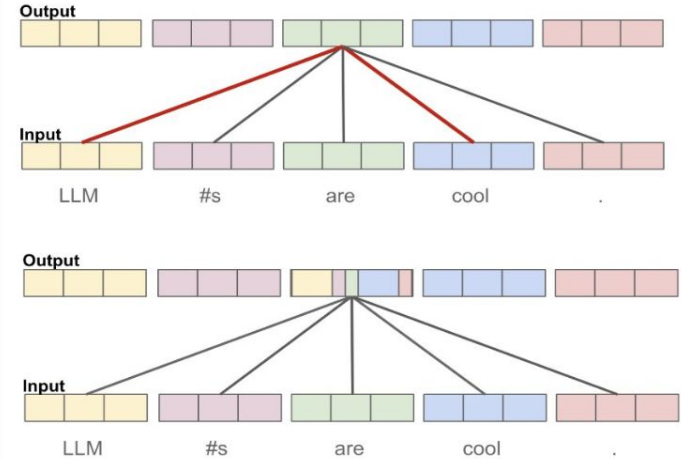 Output
Input
LLM #s are cool .
Output
Input
LLM #s are cool .